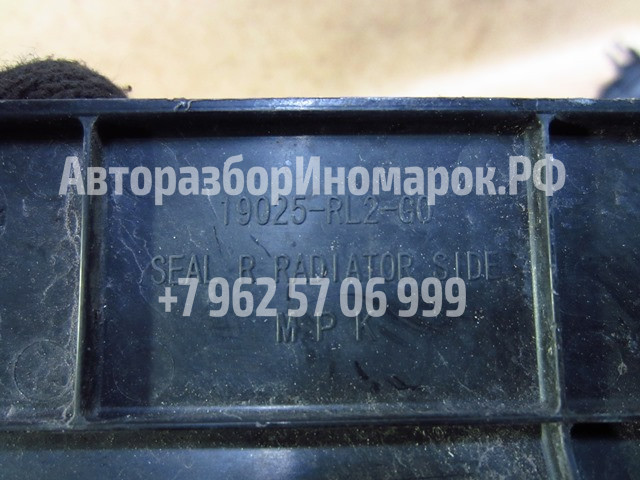 АвторазборИномарок.РФ
19025-RL2-G0
SEAL R RADIATOR SIDE
+7 962 57 06 999
M P K